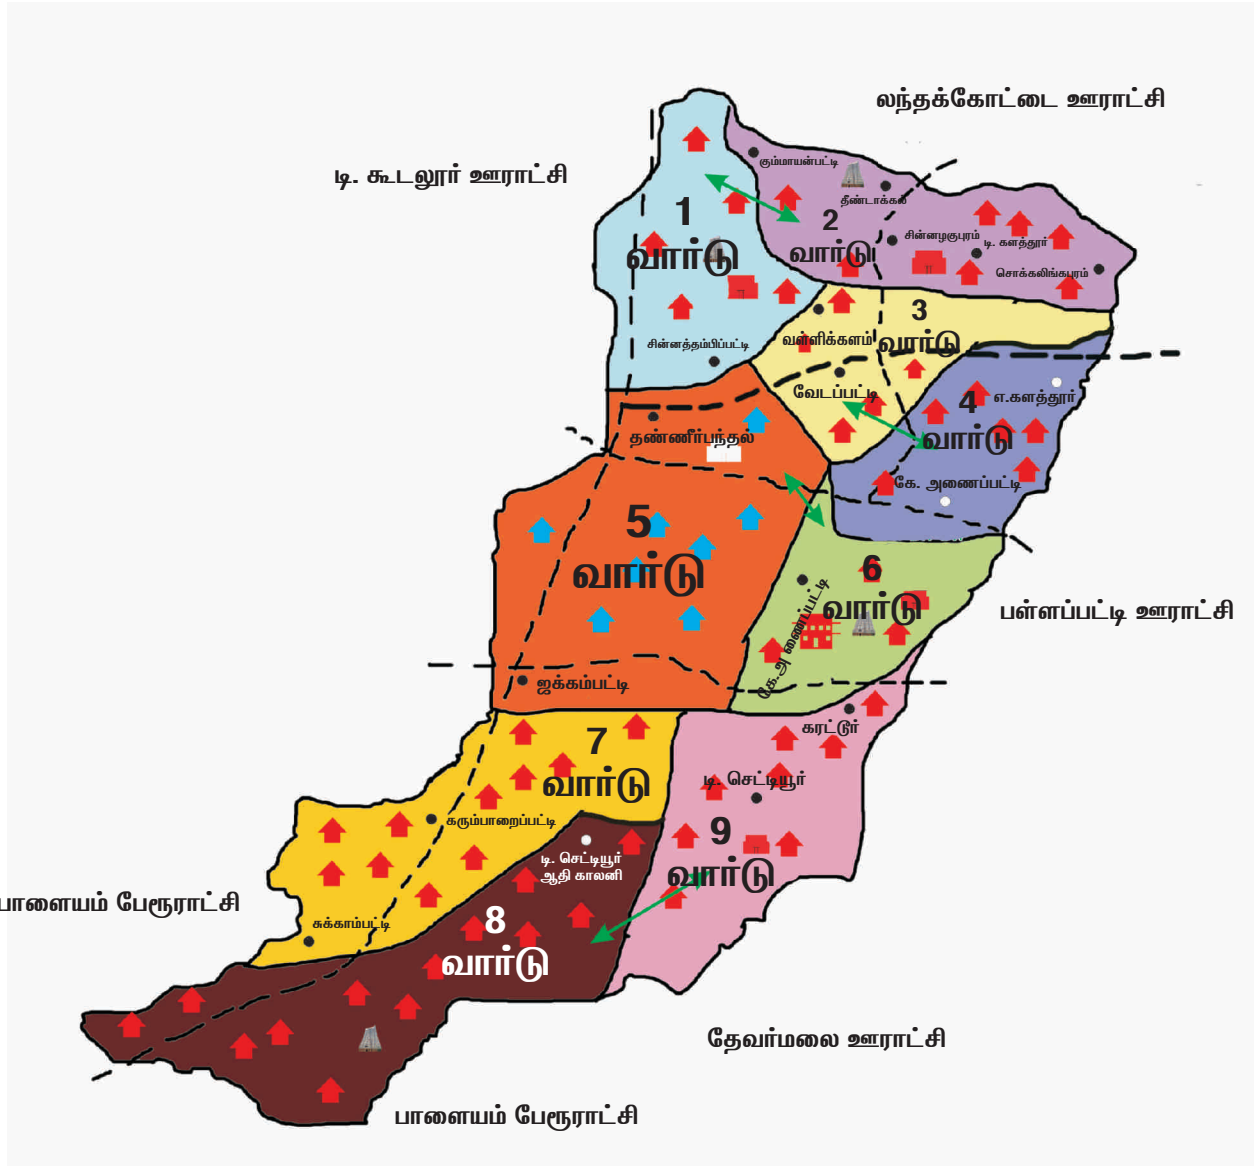 லந்தக்கோட்டை ஊராட்சி
டி. கூடலூர் ஊராட்சி
கும்மாயன்பட்டி
தீண்டாக்கல்
1
வார்டு
2
வார்டு
சின்னழகுபுரம்
டி. களத்தூர்
சொக்கலிங்கபுரம்
சின்னத்தம்பிப்பட்டி
3
வார்டு
வள்ளிக்களம்
வேடப்பட்டி
4
வார்டு
எ.களத்தூர்
கே. அணைப்பட்டி
தண்ணீர்பந்தல்
5
வார்டு
ஜக்கம்பட்டி
6
வார்டு
கே.அ ணைப்பட்டி
பள்ளப்பட்டி ஊராட்சி
7
வார்டு
கரும்பாறைப்பட்டி
சுக்காம்பட்டி
கரட்டூர்
டி. செட்டியூர்
9
வார்டு
டி. செட்டியூர்
ஆதி காலனி
8
வார்டு
பாளையம் பேரூராட்சி
தேவர்மலை ஊராட்சி
பாளையம் பேரூராட்சி